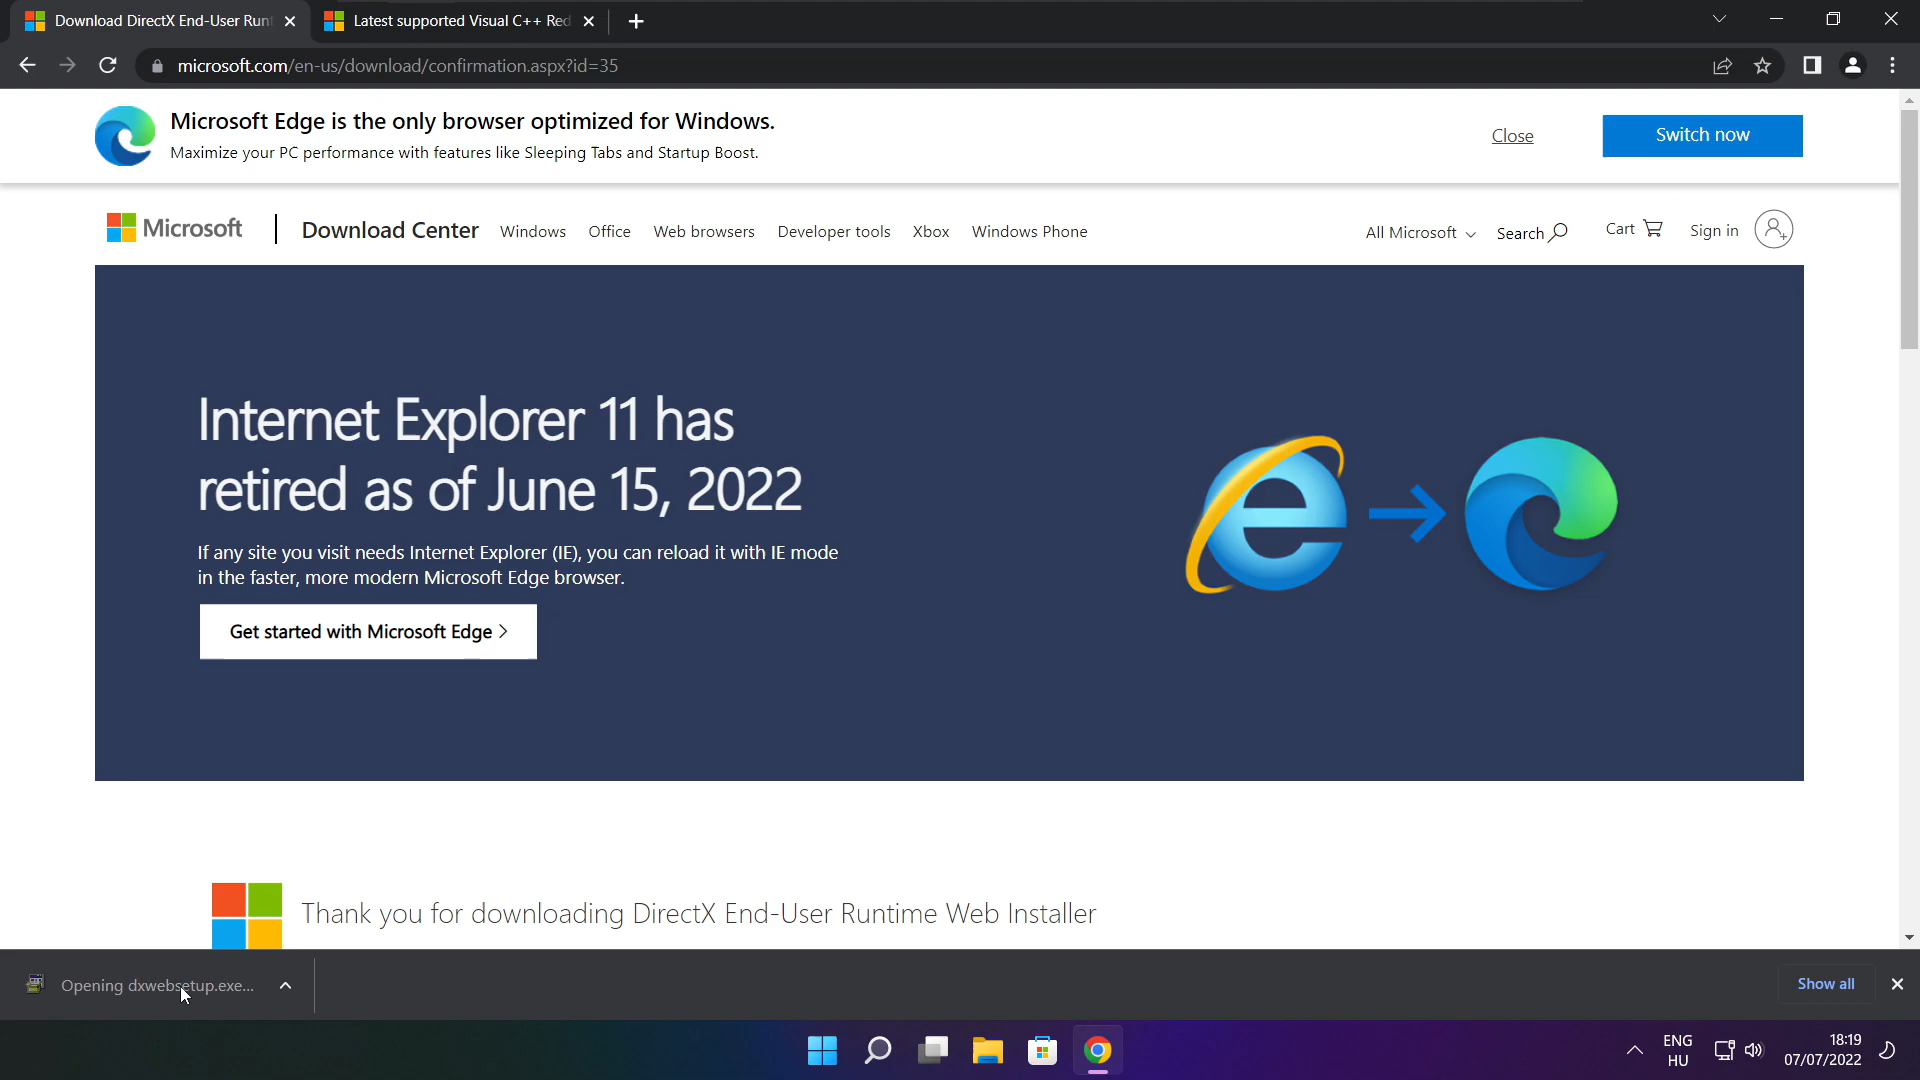 Download DirectX End-User Runt
Latest supported Visual C++ Red
microsoft.com/en-us/download/confirmation.aspx?id=35
Microsoft Edge is the only browser optimized for Windows.
Maximize your PC performance with features like Sleeping Tabs and Startup Boost.
Close
Switch now
Microsoft
Download Center
Windows
Office
Web browsers
Developer tools
Xbox
Windows Phone
All Microsoft
Search
Cart
Sign in
Internet Explorer 11 has
retired as of June 15, 2022
If any site you visit needs Internet Explorer (IE), you can reload it with IE mode
in the faster, more modern Microsoft Edge browser.
Get started with Microsoft Edge >
Thank you for downloading DirectX End-User Runtime Web Installer
Opening dxwebsetup.exe...
Show all
ENG
HU
18:19
07/07/2022